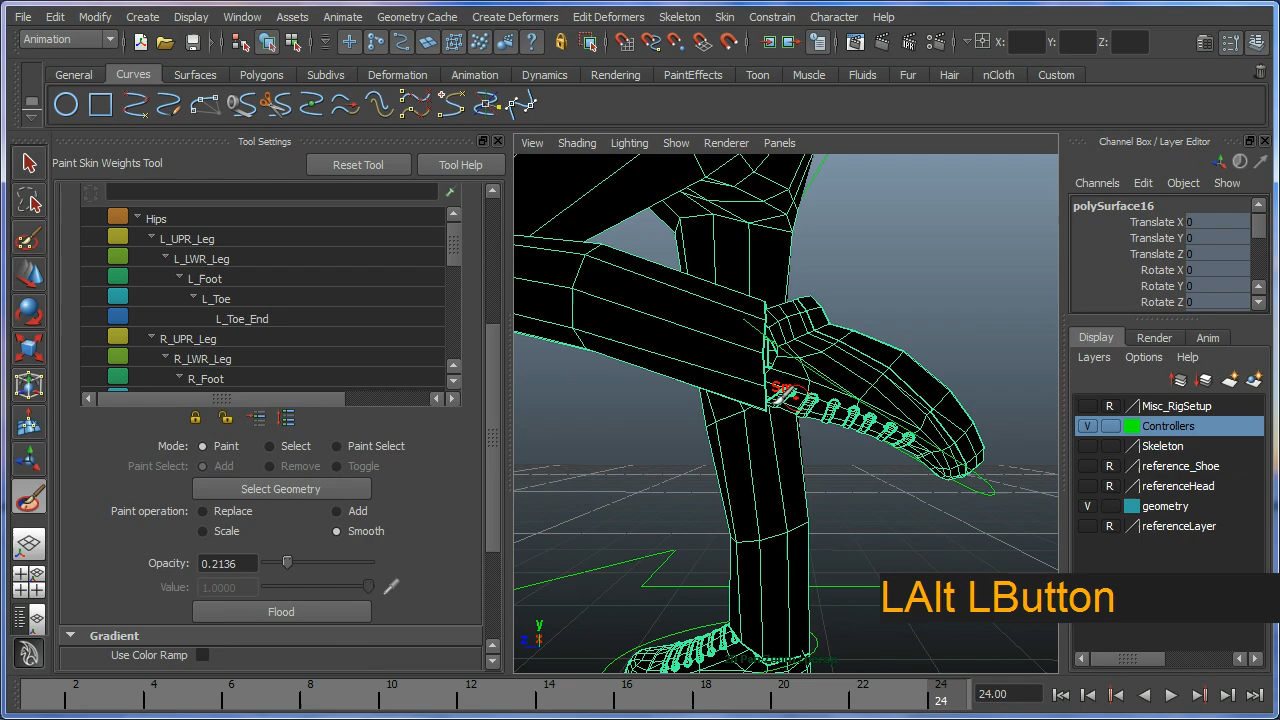 File Edit Modify Create Display Window Assets Animate Geometry Cache Create Deformers Edit Deformers Skeleton Skin Constrain Character Help
Animation X: Y: Z:
General Curves Surfaces Polygons Subdivs Deformation Animation Dynamics Rendering PaintEffects Toon Muscle Fluids Fur Hair nCloth Custom
Tool Settings
Paint Skin Weights Tool Reset Tool Tool Help
Hips
L_UPR_Leg
L_LWR_Leg
L_Foot
L_Toe
L_Toe_End
R_UPR_Leg
R_LWR_Leg
R_Foot
Mode: Paint Select Paint Select
Paint Select: Add Remove Toggle
Select Geometry
Paint operation: Replace Add
Scale Smooth
Opacity: 0.2136
Value: 1.0000
Flood
Gradient
Use Color Ramp
View Shading Lighting Show Renderer Panels
y
z x
LAlt LButton
Channel Box / Layer Editor
Channels Edit Object Show
polySurface16
Translate X 0
Translate Y 0
Translate Z 0
Rotate X 0
Rotate Y 0
Rotate Z 0
Display Render Anim
Layers Options Help
R Misc_RigSetup
V Controllers
Skeleton
R reference_Shoe
R referenceHead
V geometry
R referenceLayer
2 4 6 8 10 12 14 16 18 20 22 24
24
24.00